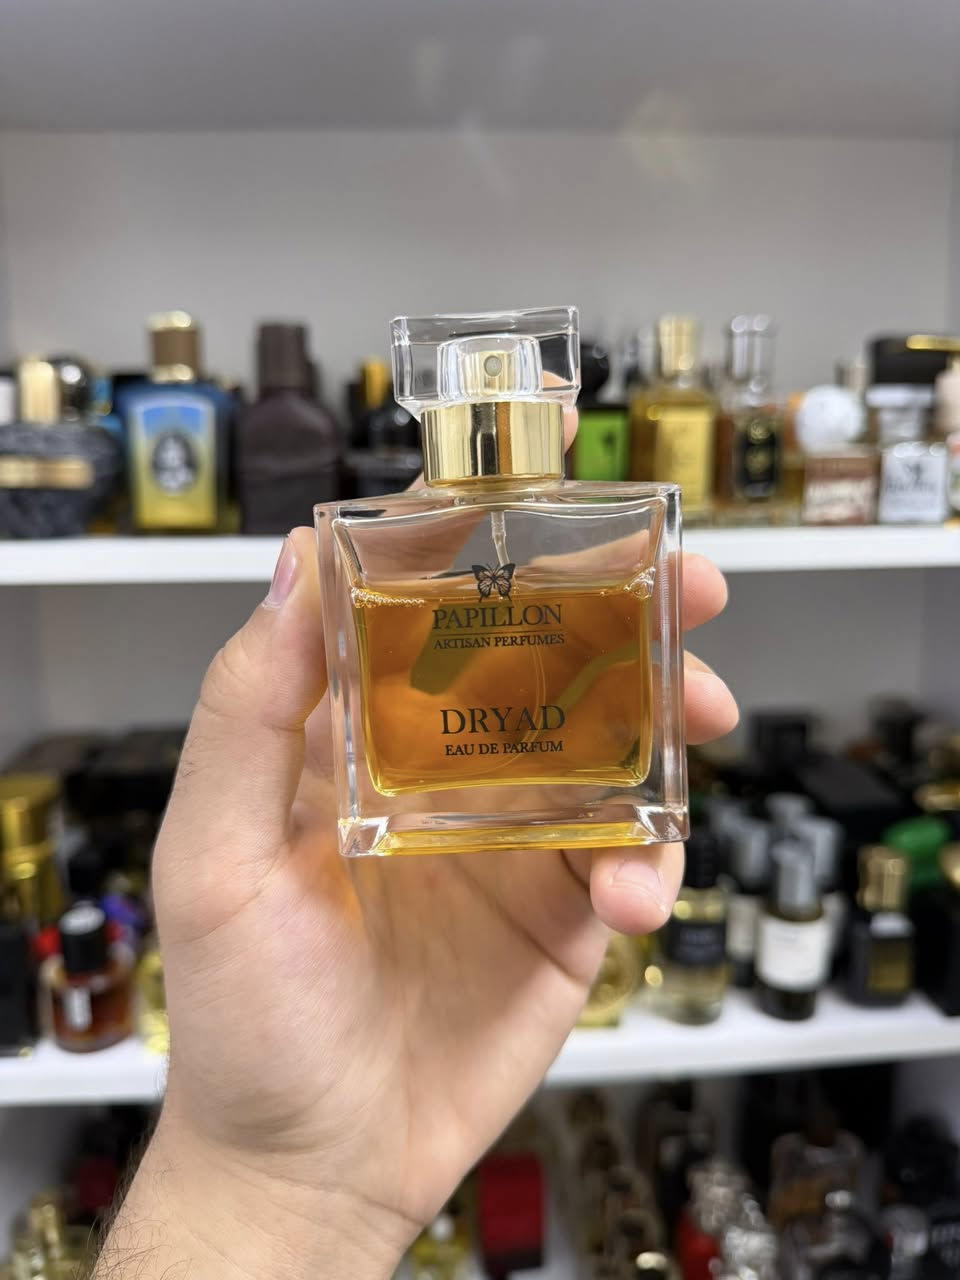 PAPILLON
ARTISAN PERFUMES
DRYAD
EAU DE PARFUM